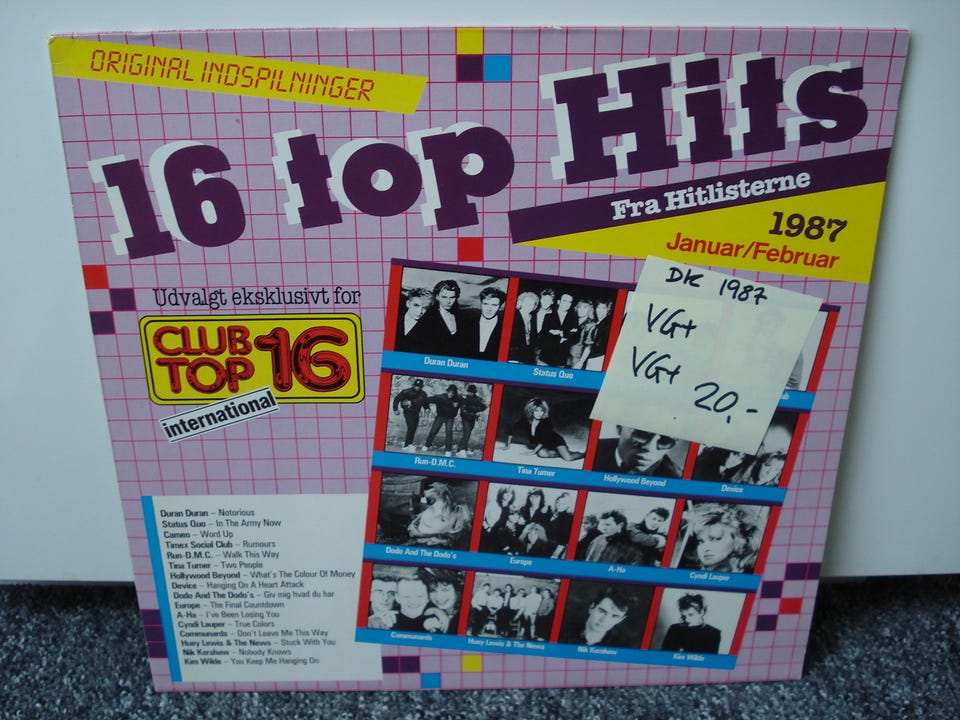 ORIGINAL INDSPILNINGER
16 top Hits
Fra Hitlisterne
1987
Januar/Februar
Udvalgt eksklusivt for
CLUB
TOP 16
international
DK 1987
VG+
VG+
20,-
Duran Duran
Status Quo
Run-D.M.C.
Tina Turner
Hollywood Beyond
Device
Dodo And The Dodo's
Europe
A-Ha
Cyndi Lauper
Communards
Huey Lewis & The News
Nik Kershaw
Kim Wilde
Duran Duran – Notorious
Status Quo – In The Army Now
Cameo – Word Up
Timex Social Club – Rumours
Run-D.M.C. – Walk This Way
Tina Turner – Two People
Hollywood Beyond – What's The Colour Of Money
Device – Hanging On A Heart Attack
Dodo And The Dodo's – Giv mig hvad du har
Europe – The Final Countdown
A-Ha – I've Been Losing You
Cyndi Lauper – True Colors
Communards – Don't Leave Me This Way
Huey Lewis & The News – Stuck With You
Nik Kershaw – Nobody Knows
Kim Wilde – You Keep Me Hanging On